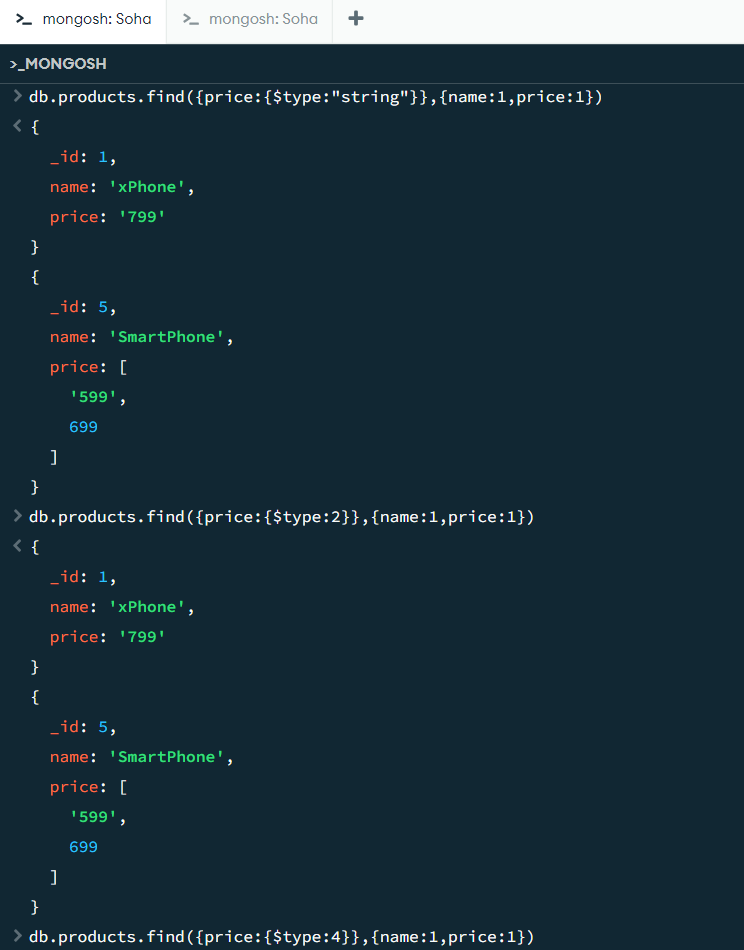 >_ mongosh: Soha >_ mongosh: Soha +
>_MONGOSH
> db.products.find({price:{$type:"string"}},{name:1,price:1})
< {
_id: 1,
name: 'xPhone',
price: '799'
}
{
_id: 5,
name: 'SmartPhone',
price: [
'599',
699
]
}
> db.products.find({price:{$type:2}},{name:1,price:1})
< {
_id: 1,
name: 'xPhone',
price: '799'
}
{
_id: 5,
name: 'SmartPhone',
price: [
'599',
699
]
}
> db.products.find({price:{$type:4}},{name:1,price:1})